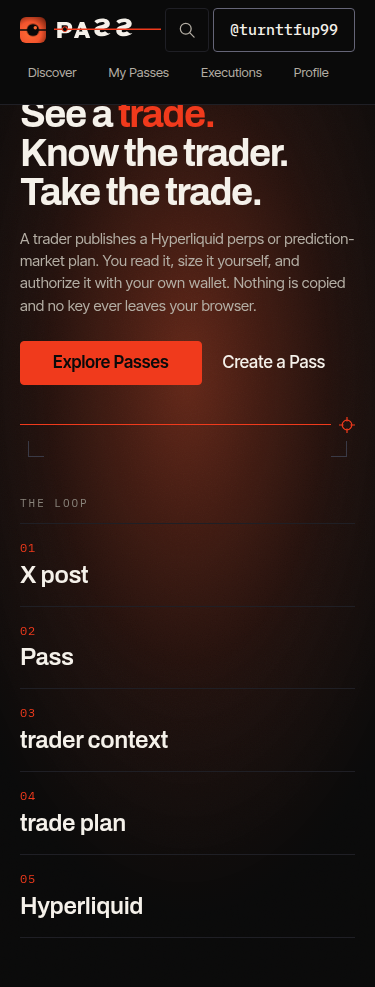 PASS
@turnttfup99
Discover
My Passes
Executions
Profile
See a trade.
Know the trader.
Take the trade.
A trader publishes a Hyperliquid perps or prediction-
market plan. You read it, size it yourself, and
authorize it with your own wallet. Nothing is copied
and no key ever leaves your browser.
Explore Passes
Create a Pass
THE LOOP
01
X post
02
Pass
03
trader context
04
trade plan
05
Hyperliquid